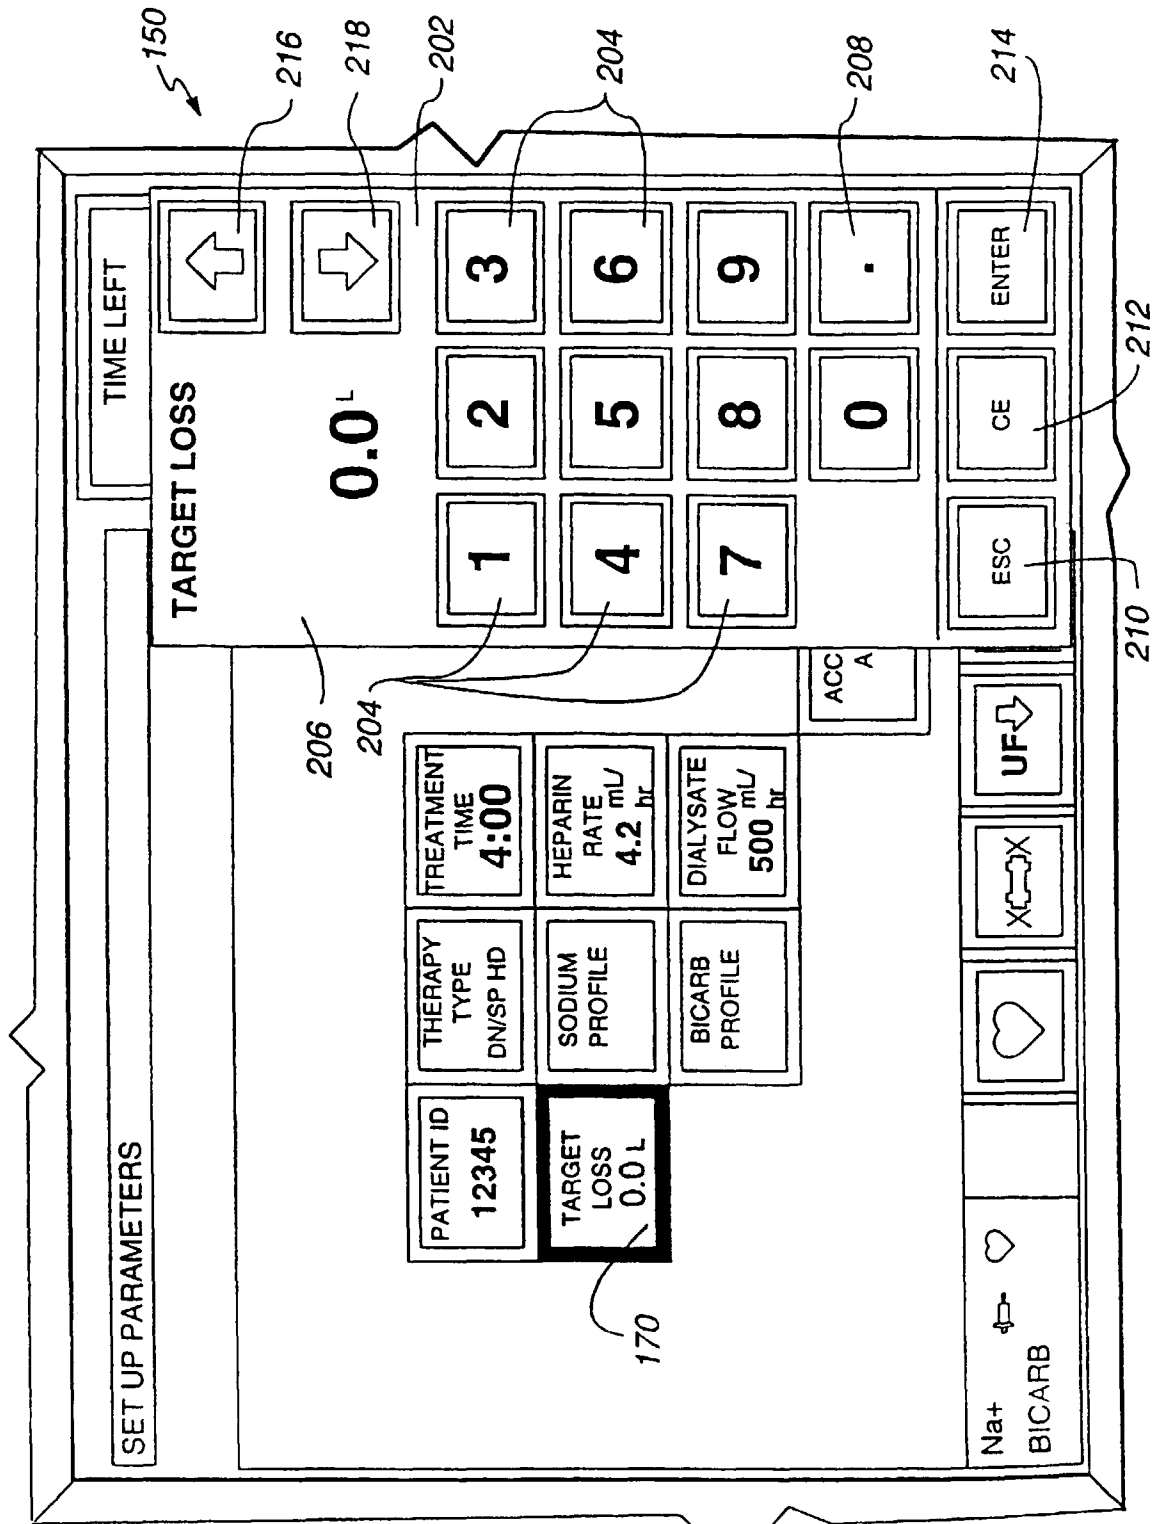 150
SET UP PARAMETERS
TIME LEFT
TARGET LOSS
0.0 L
216
218
202
206
204
1 2 3
4 5 6
7 8 9
0 .
204
208
ESC CE ENTER
210
212
214
PATIENT ID
12345
THERAPY
TYPE
DN/SP HD
TREATMENT
TIME
4:00
TARGET
LOSS
0.0 L
170
SODIUM
PROFILE
HEPARIN
RATE
4.2 mL/
hr
BICARB
PROFILE
DIALYSATE
FLOW
500 mL/
hr
ACC
A
Na+
BICARB
UF